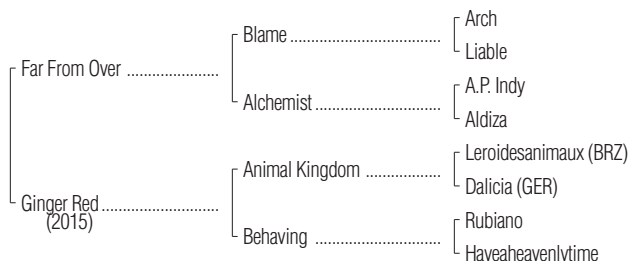 Arch
Blame
Liable
Far From Over
A.P. Indy
Alchemist
Aldiza
Leroidesanimaux (BRZ)
Animal Kingdom
Dalicia (GER)
Ginger Red
(2015)
Rubiano
Behaving
Haveaheavenlytime